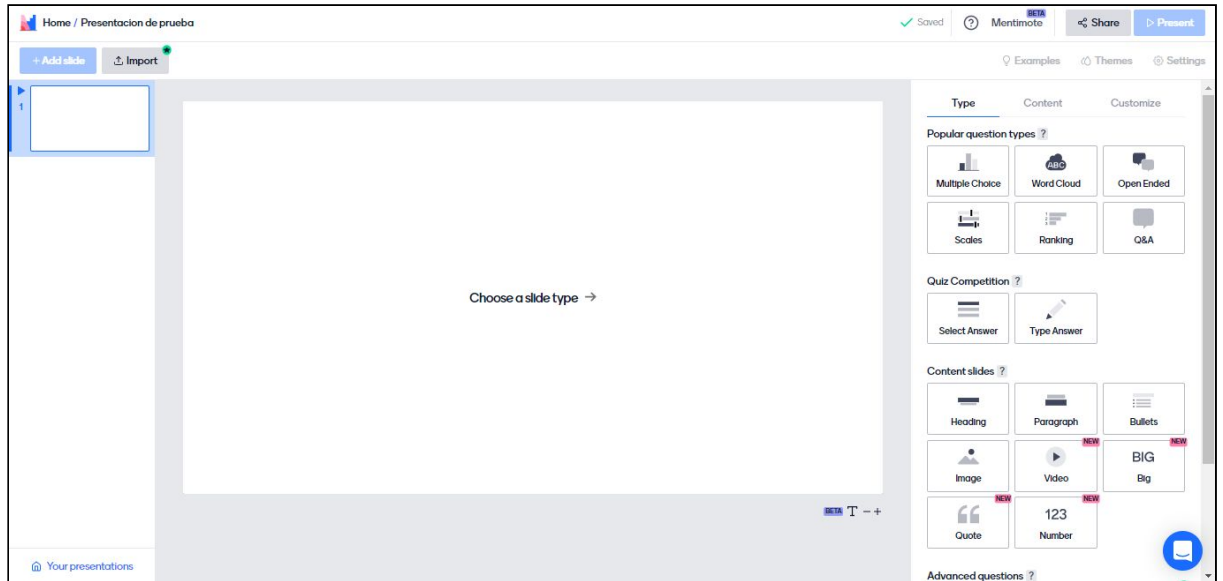 Home / Presentacion de prueba
Saved
?
Mentimote
BETA
Share
Present
+ Add slide
Import
Examples
Themes
Settings
1
Choose a slide type →
BETA T - +
Your presentations
Type Content Customize
Popular question types ?
Multiple Choice
ABC
Word Cloud
Open Ended
Scales
Ranking
Q&A
Quiz Competition ?
Select Answer
Type Answer
Content slides ?
Heading
Paragraph
Bullets
Image
NEW
Video
NEW
BIG
Big
NEW
Quote
NEW
123
Number
Advanced questions ?